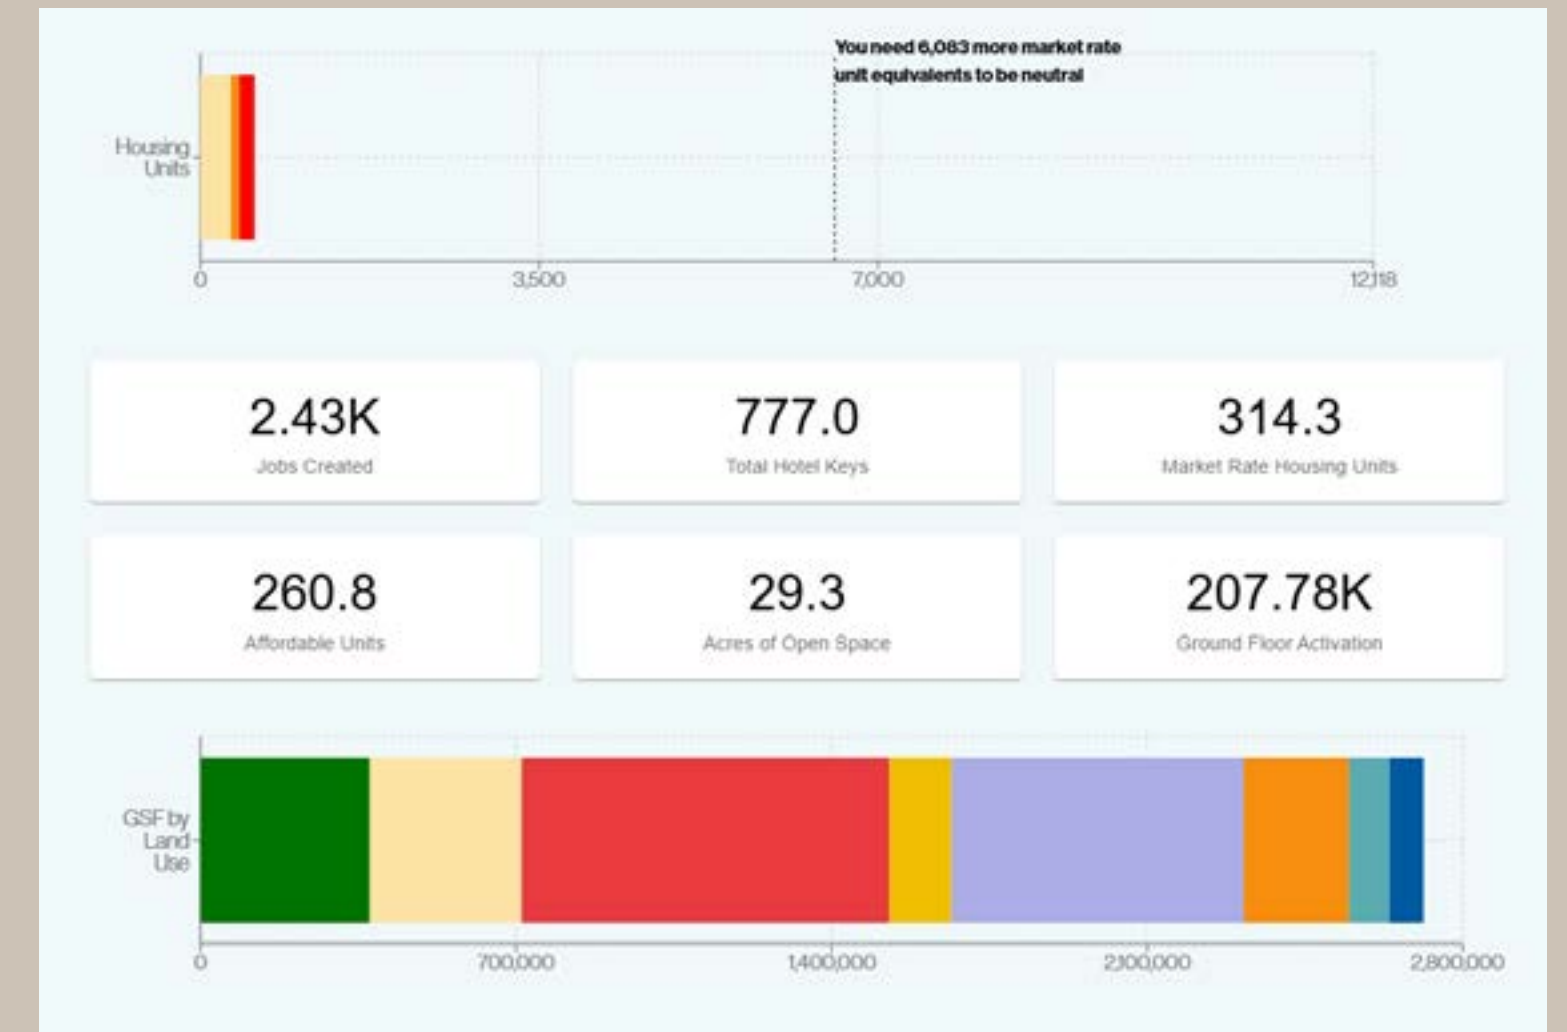 You need 6,083 more market rate
unit equivalents to be neutral
Housing
Units
0 3,500 7,000 12,118
2.43K
Jobs Created
777.0
Total Hotel Keys
314.3
Market Rate Housing Units
260.8
Affordable Units
29.3
Acres of Open Space
207.78K
Ground Floor Activation
GSF by
Land
Use
0 700,000 1,400,000 2,100,000 2,800,000